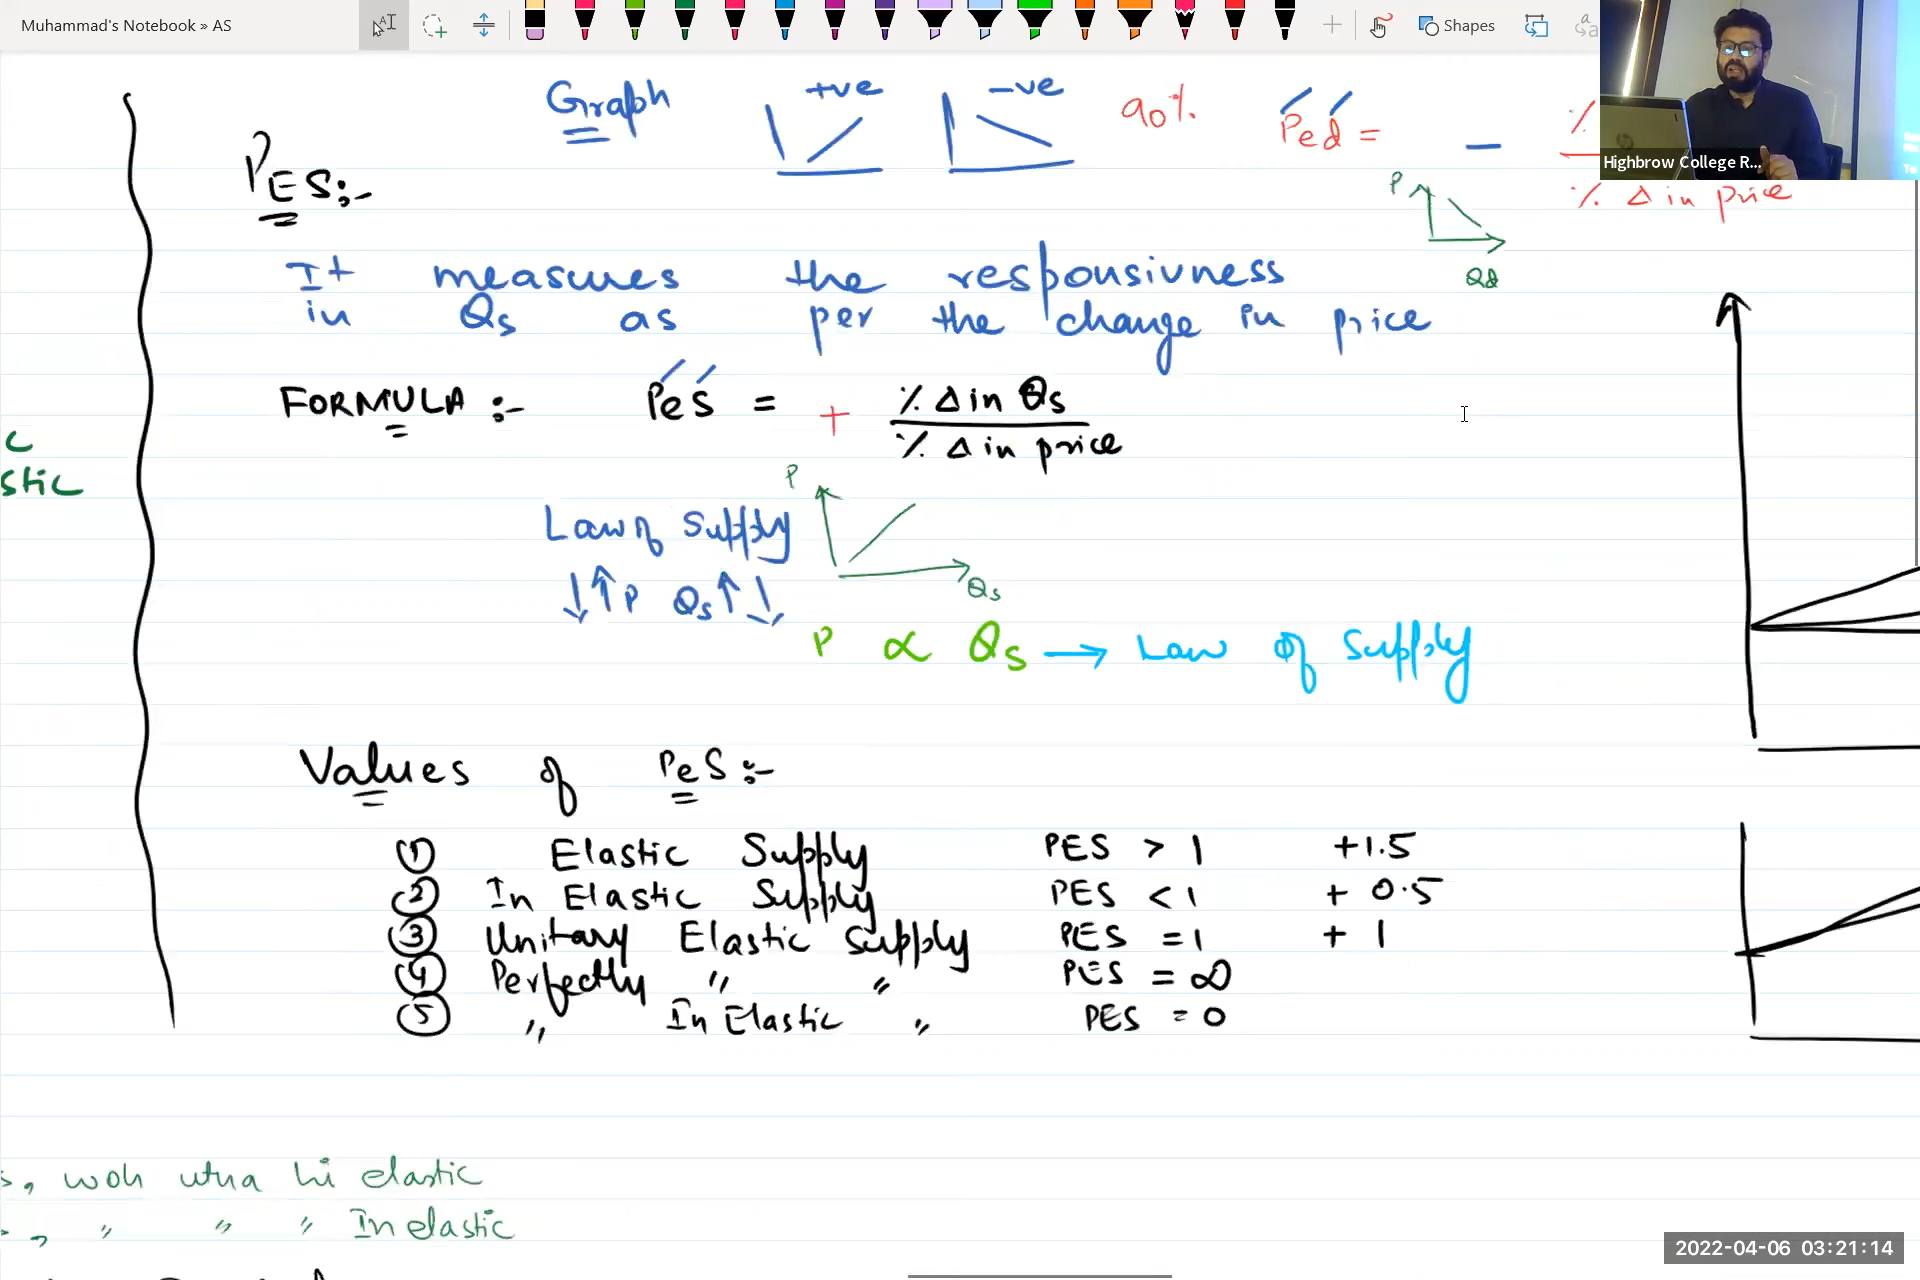 Muhammad's Notebook » AS
Shapes
Highbrow College R...
Graph +ve -ve 90% Ped = -
% Δ in price
P
Qd
PES:-
It measures the responsivness
in Qs as per the change in price
FORMULA :- Pes = + % Δ in Qs
% Δ in price
c
stic
P
Law of Supply
Qs
↓↑P Qs↑↓
P ∝ Qs → Law of Supply
Values of PeS:-
① Elastic Supply PES > 1 +1.5
② In Elastic Supply PES < 1 + 0.5
③ Unitary Elastic Supply PES = 1 + 1
④ Perfectly " " PES = ∞
⑤ " In Elastic " PES = 0
s, woh utna hi elastic
, " " " In elastic
2022-04-06 03:21:14